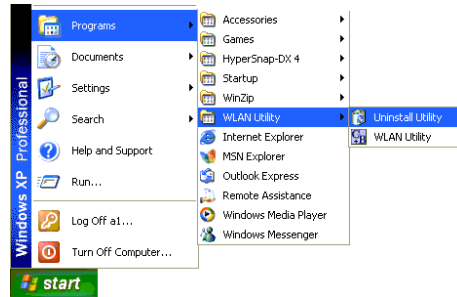 Windows XP Professional
Programs
Documents
Settings
Search
Help and Support
Run...
Log Off a1...
Turn Off Computer...
start
Accessories
Games
HyperSnap-DX 4
Startup
WinZip
WLAN Utility
Internet Explorer
MSN Explorer
Outlook Express
Remote Assistance
Windows Media Player
Windows Messenger
Uninstall Utility
WLAN Utility